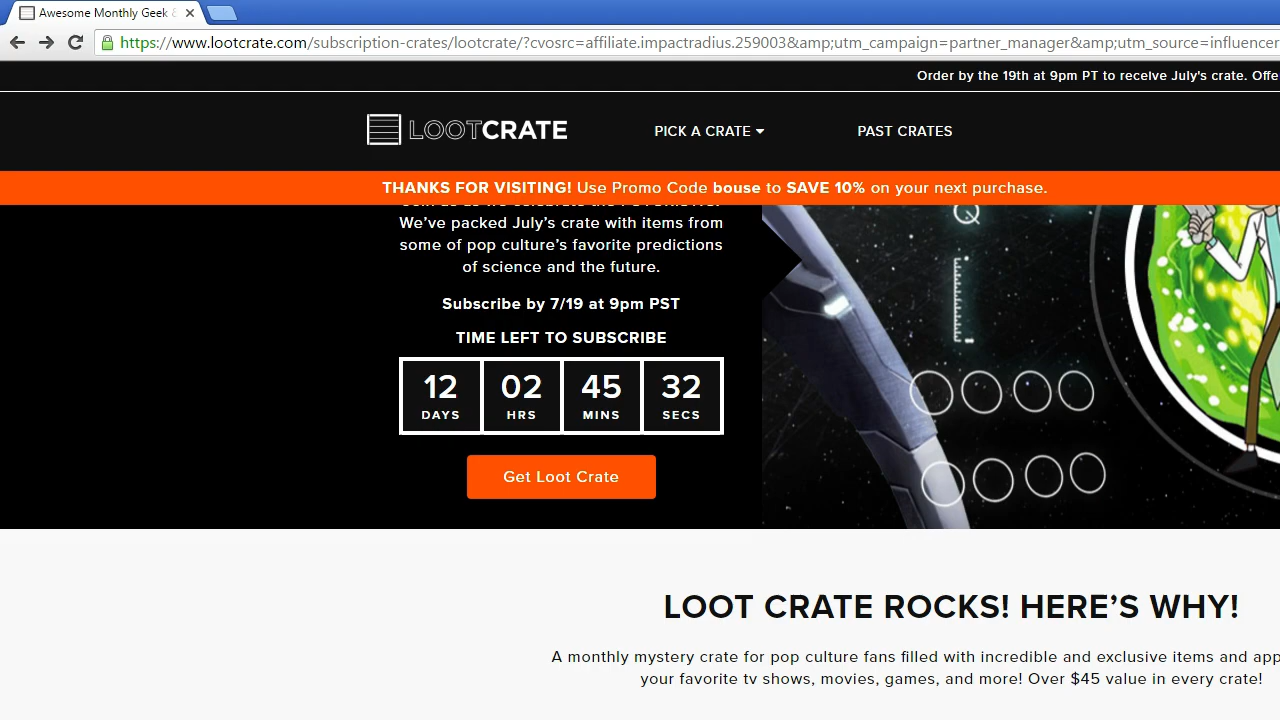 Awesome Monthly Geek &
https://www.lootcrate.com/subscription-crates/lootcrate/?cvosrc=affiliate.impactradius.259003&amp;utm_campaign=partner_manager&amp;utm_source=influencer
Order by the 19th at 9pm PT to receive July's crate. Offe
LOOTCRATE
PICK A CRATE
PAST CRATES
THANKS FOR VISITING! Use Promo Code bouse to SAVE 10% on your next purchase.
We’ve packed July’s crate with items from
some of pop culture’s favorite predictions
of science and the future.
Subscribe by 7/19 at 9pm PST
TIME LEFT TO SUBSCRIBE
12 02 45 32
DAYS HRS MINS SECS
Get Loot Crate
LOOT CRATE ROCKS! HERE’S WHY!
A monthly mystery crate for pop culture fans filled with incredible and exclusive items and app
your favorite tv shows, movies, games, and more! Over $45 value in every crate!